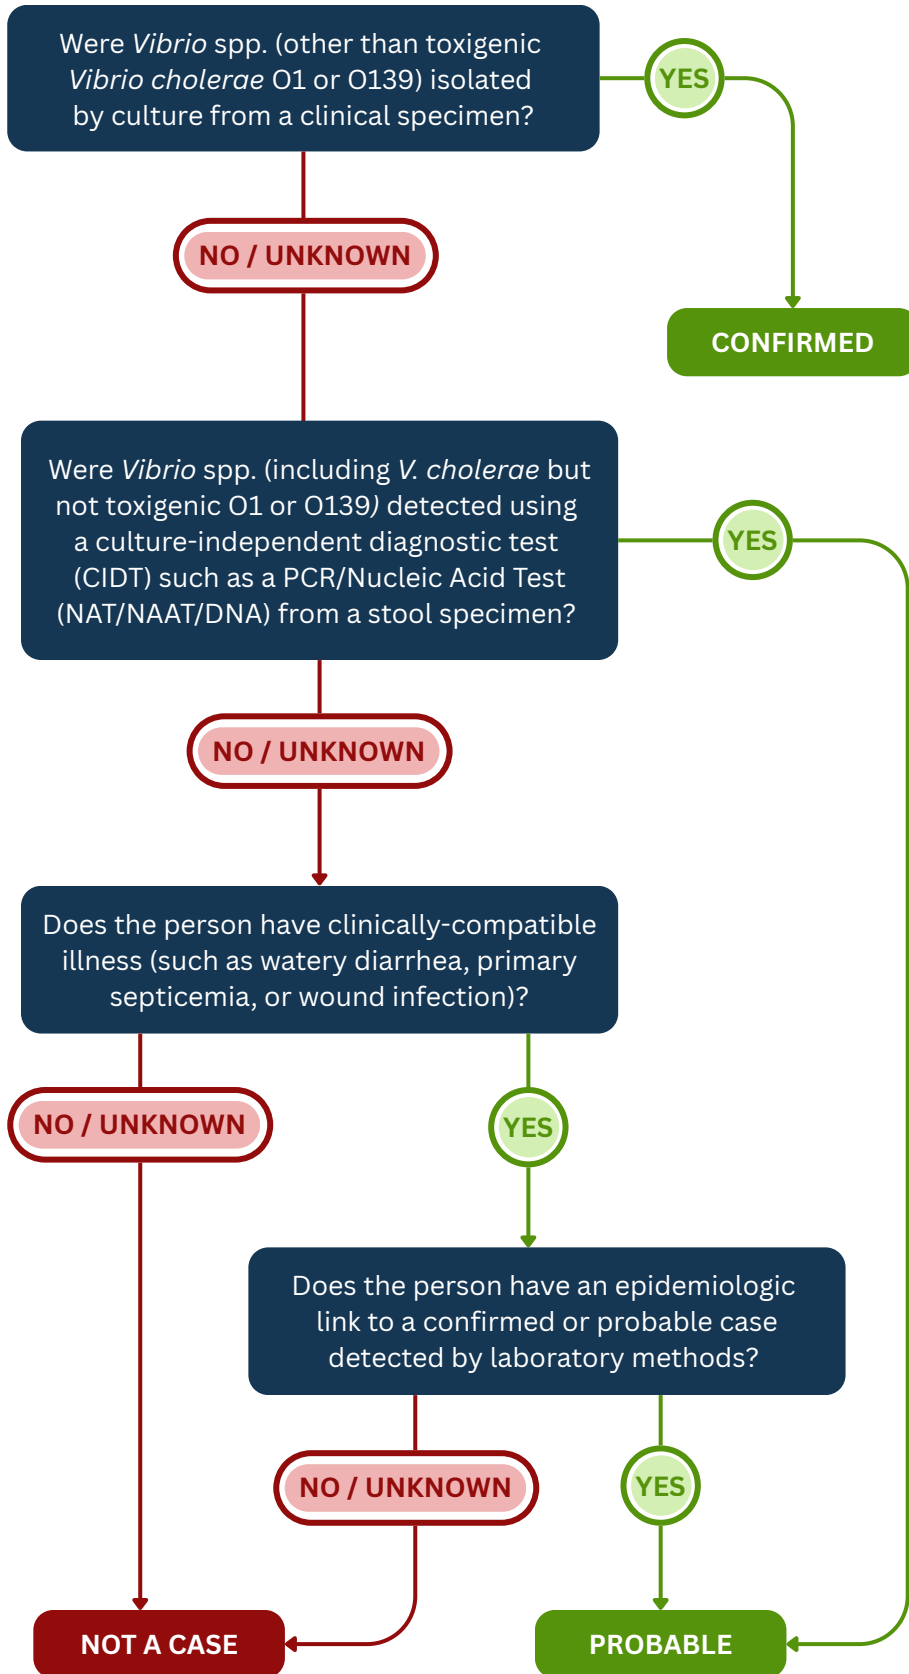 Were Vibrio spp. (other than toxigenic
Vibrio cholerae O1 or O139) isolated
by culture from a clinical specimen?
YES
NO / UNKNOWN
CONFIRMED
Were Vibrio spp. (including V. cholerae but
not toxigenic O1 or O139) detected using
a culture-independent diagnostic test
(CIDT) such as a PCR/Nucleic Acid Test
(NAT/NAAT/DNA) from a stool specimen?
YES
NO / UNKNOWN
Does the person have clinically-compatible
illness (such as watery diarrhea, primary
septicemia, or wound infection)?
NO / UNKNOWN
YES
Does the person have an epidemiologic
link to a confirmed or probable case
detected by laboratory methods?
NO / UNKNOWN
YES
NOT A CASE
PROBABLE